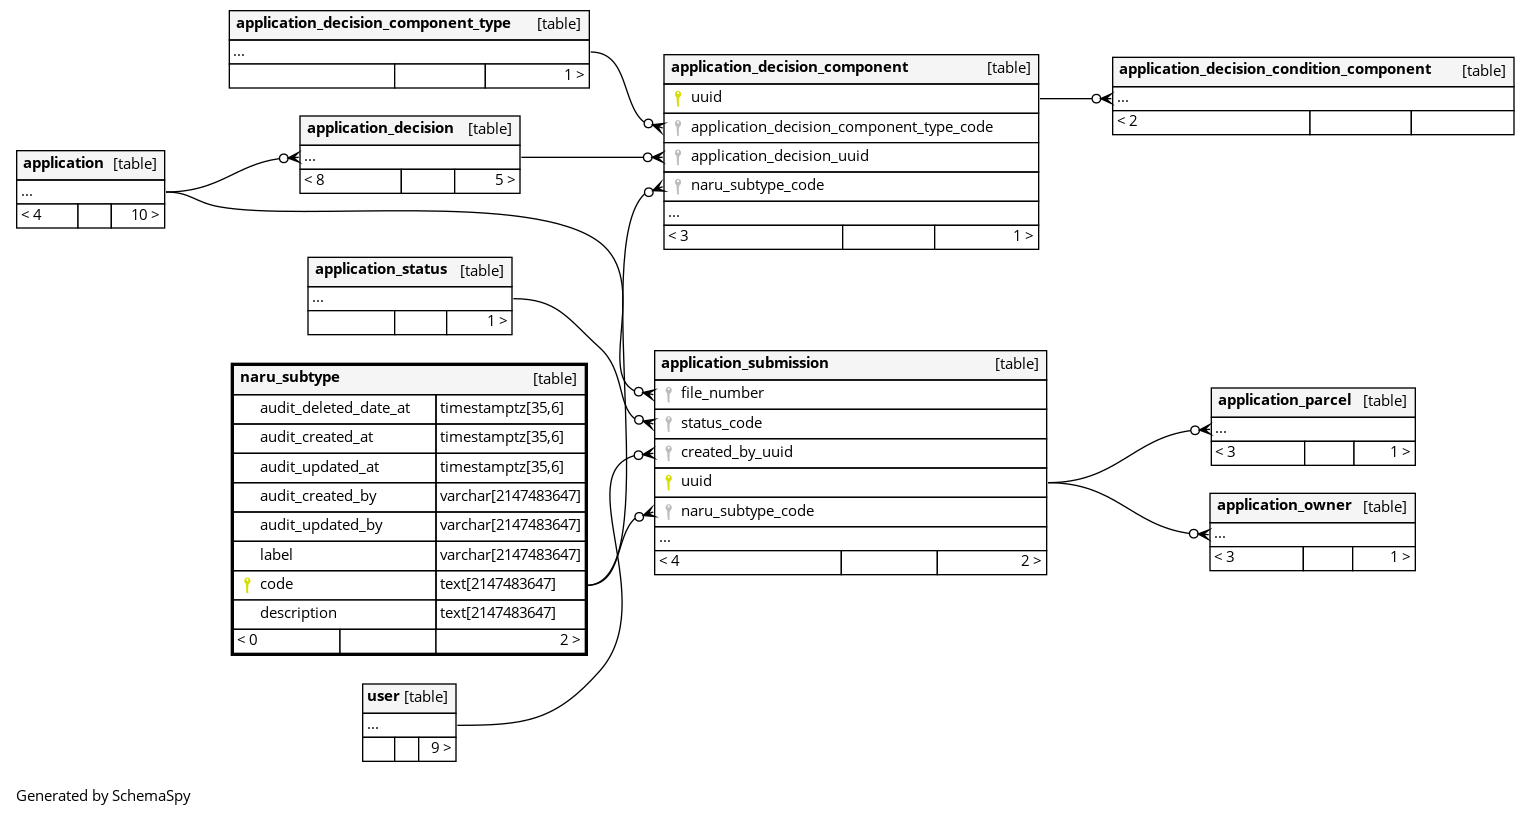 application_decision_component_type [table]
...
1 >
application_decision_component [table]
uuid
application_decision_component_type_code
application_decision_uuid
naru_subtype_code
...
< 3 1 >
application_decision_condition_component [table]
...
< 2
application_decision [table]
...
< 8 5 >
application [table]
...
< 4 10 >
application_status [table]
...
1 >
naru_subtype [table]
audit_deleted_date_at timestamptz[35,6]
audit_created_at timestamptz[35,6]
audit_updated_at timestamptz[35,6]
audit_created_by varchar[2147483647]
audit_updated_by varchar[2147483647]
label varchar[2147483647]
code text[2147483647]
description text[2147483647]
< 0 2 >
application_submission [table]
file_number
status_code
created_by_uuid
uuid
naru_subtype_code
...
< 4 2 >
application_parcel [table]
...
< 3 1 >
application_owner [table]
...
< 3 1 >
user [table]
...
9 >
Generated by SchemaSpy